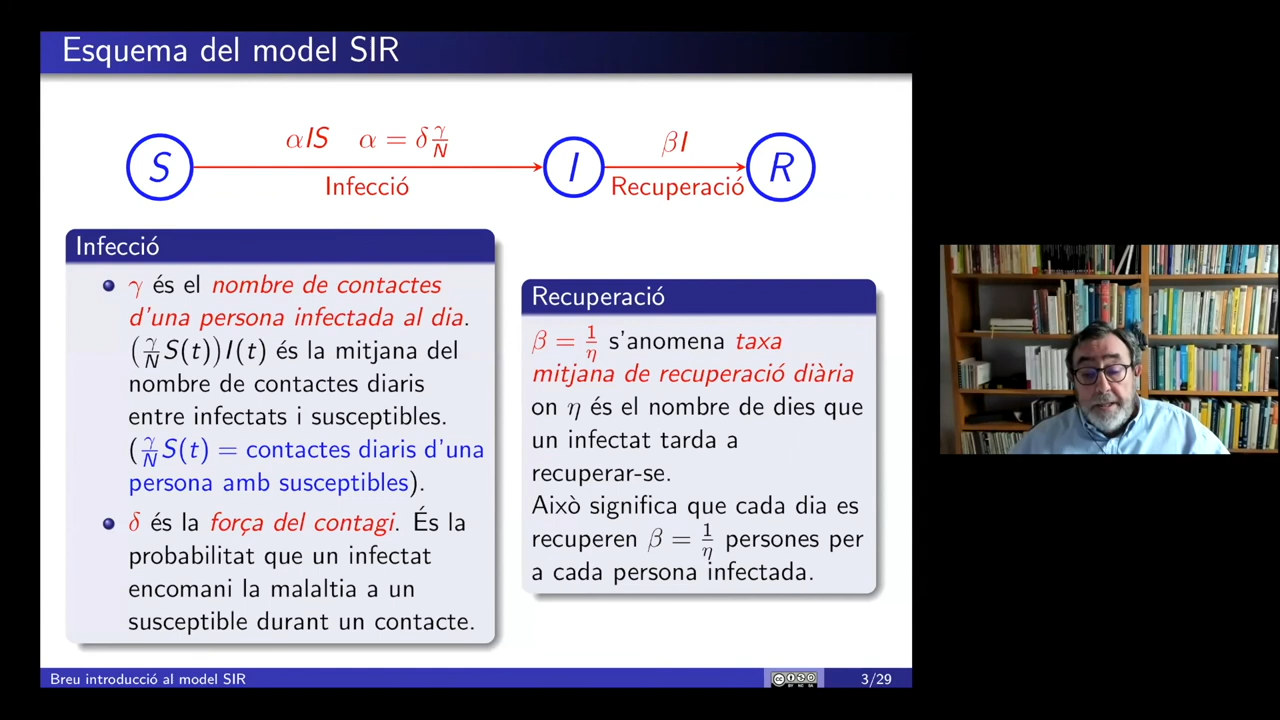 Esquema del model SIR
S
αIS α = δ γ/N
Infecció
I
βI
Recuperació
R
Infecció
γ és el nombre de contactes
d'una persona infectada al dia.
(γ/N S(t))I(t) és la mitjana del
nombre de contactes diaris
entre infectats i susceptibles.
(γ/N S(t) = contactes diaris d'una
persona amb susceptibles).
δ és la força del contagi. És la
probabilitat que un infectat
encomani la malaltia a un
susceptible durant un contacte.
Recuperació
β = 1/η s'anomena taxa
mitjana de recuperació diària
on η és el nombre de dies que
un infectat tarda a
recuperar-se.
Això significa que cada dia es
recuperen β = 1/η persones per
a cada persona infectada.
Breu introducció al model SIR
3/29